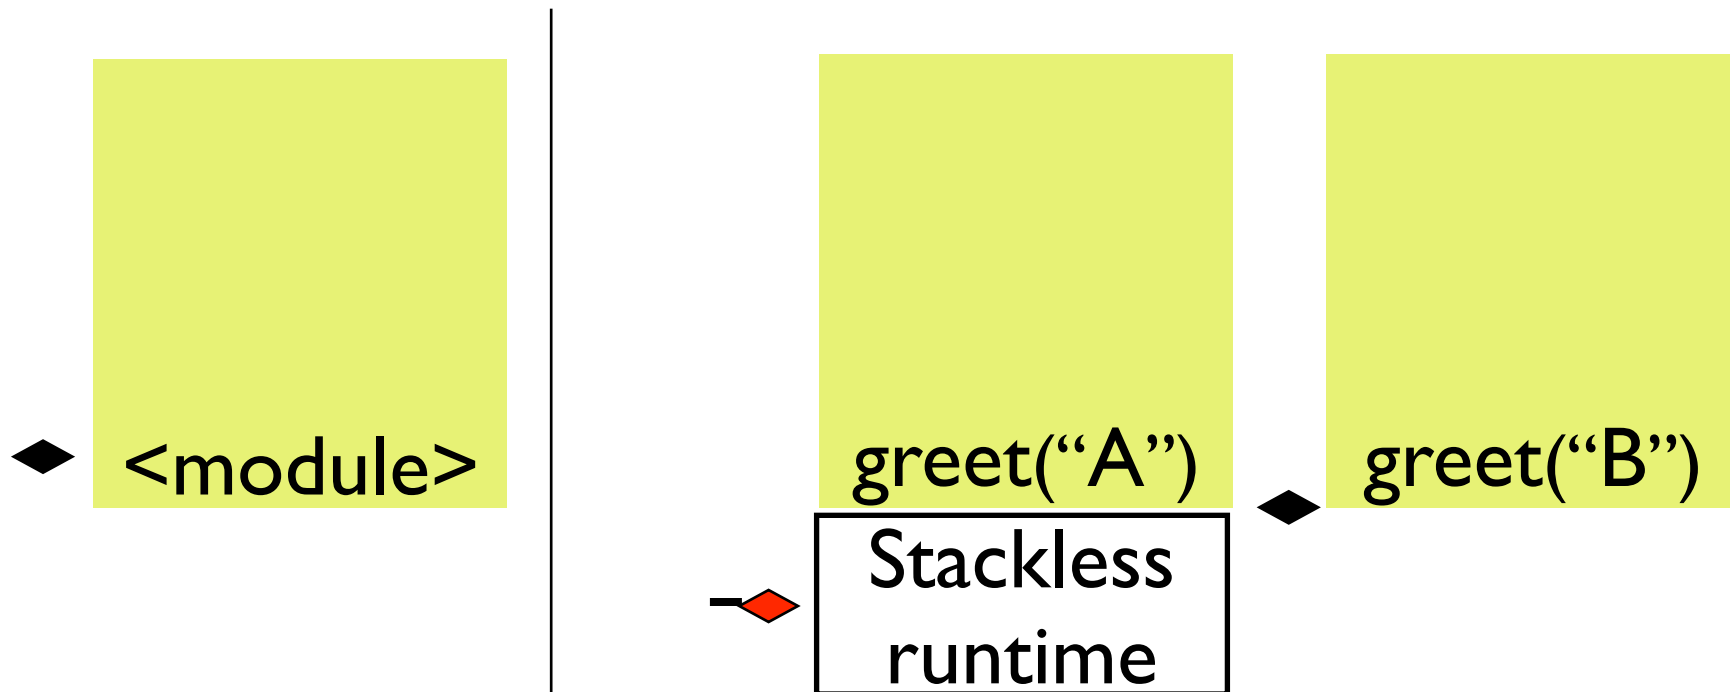 <module>
greet(“A”)
greet(“B”)
Stackless
runtime